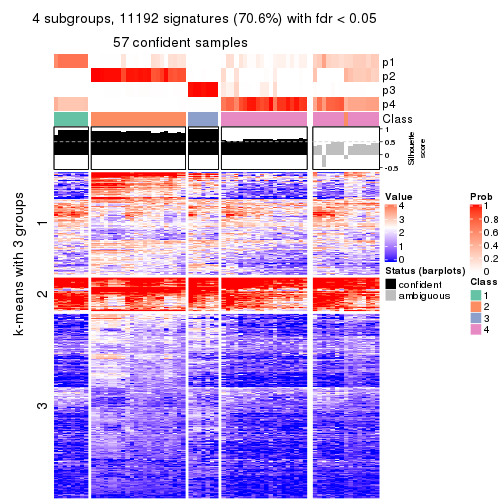 4 subgroups, 11192 signatures (70.6%) with fdr < 0.05
57 confident samples
p1
p2
p3
p4
Class
1
0.5
0
-0.5
Silhouette
score
k-means with 3 groups
1
2
3
Value
4
3
2
1
0
Status (barplots)
confident
ambiguous
Prob
1
0.8
0.6
0.4
0.2
0
Class
1
2
3
4